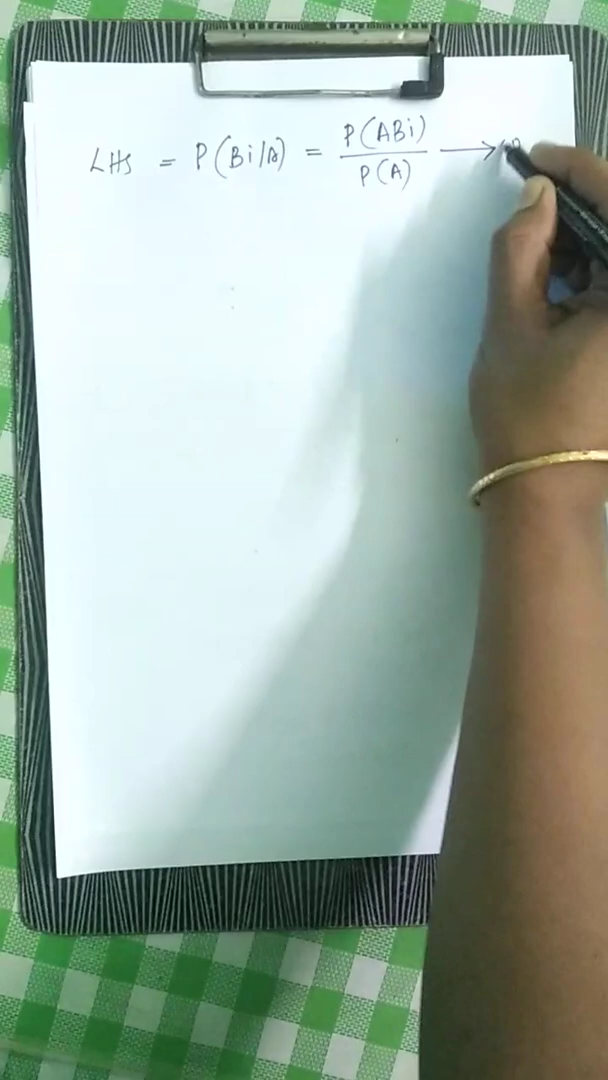 LHS = P(Bi/A) = P(ABi)/P(A) →